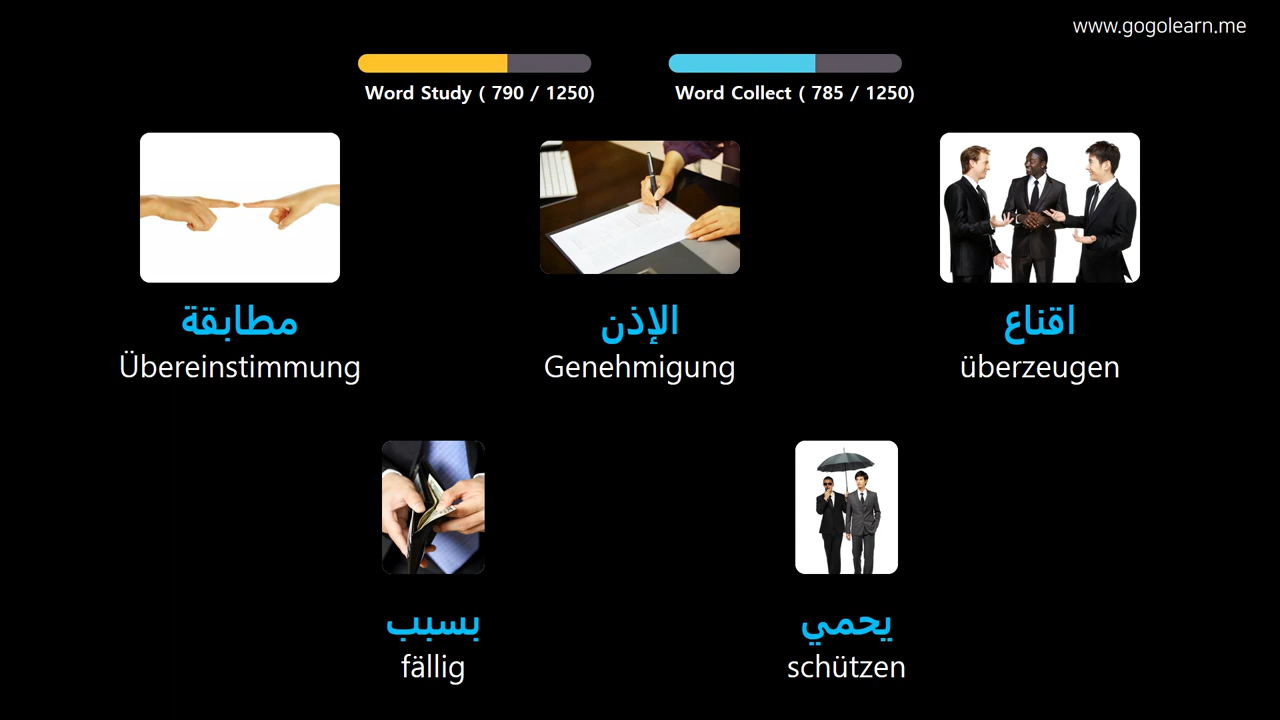 www.gogolearn.me
Word Study ( 790 / 1250)
Word Collect ( 785 / 1250)
مطابقة
Übereinstimmung
الإذن
Genehmigung
اقناع
überzeugen
بسبب
fällig
يحمي
schützen